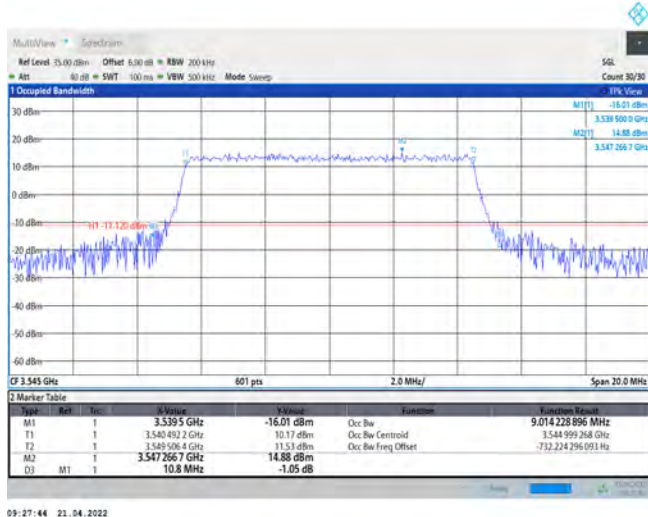 MultiView Spectrum
Ref Level 35.00 dBm Offset 6.00 dB RBW 200 kHz SGL
Att 40 dB SWT 100 ms VBW 500 kHz Mode Sweep Count 30/30
1 Occupied Bandwidth 1Pk View
M1[1] -16.01 dBm
3.539 500 0 GHz
M2[1] 14.88 dBm
3.547 266 7 GHz
30 dBm
20 dBm
M2
T1 T2
10 dBm
0 dBm
-10 dBm
H1 -11.120 dBm
-20 dBm
-30 dBm
-40 dBm
-50 dBm
-60 dBm
CF 3.545 GHz 601 pts 2.0 MHz/ Span 20.0 MHz
2 Marker Table
Type Ref Trc X-Value Y-Value Function Function Result
M1 1 3.539 5 GHz -16.01 dBm Occ Bw 9.014 228 896 MHz
T1 1 3.540 492 2 GHz 10.17 dBm Occ Bw Centroid 3.544 999 268 GHz
T2 1 3.549 506 4 GHz 11.53 dBm Occ Bw Freq Offset -732.224 296 093 Hz
M2 1 3.547 266 7 GHz 14.88 dBm
D3 M1 1 10.8 MHz -1.05 dB
09:27:44 21.04.2022